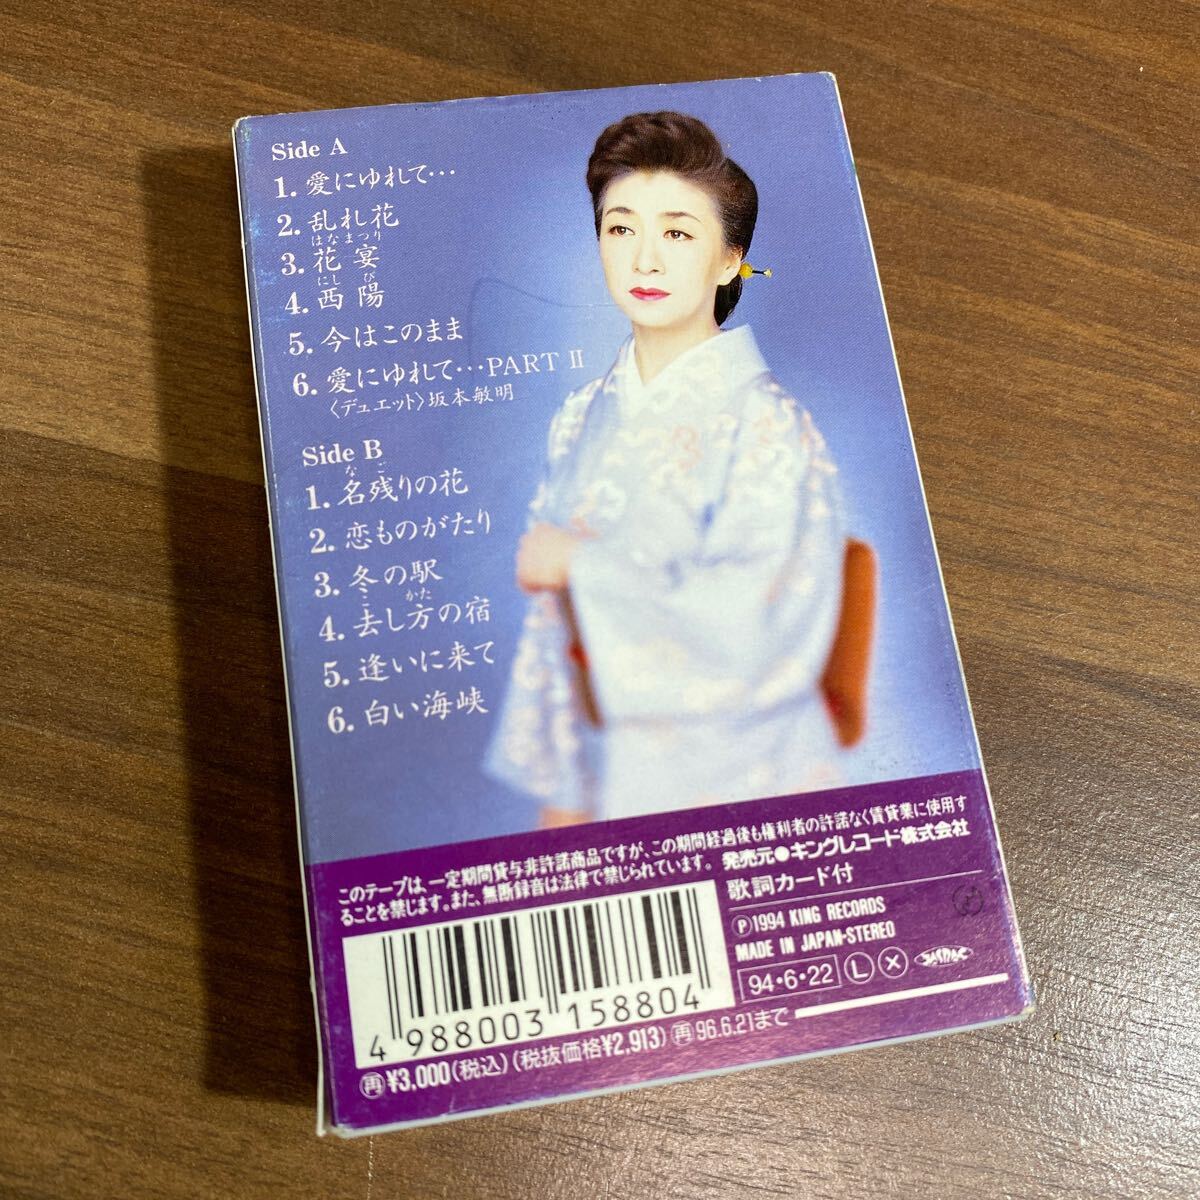 Side A
1. 愛にゆれて…
2. 乱れ花
はなまつり
3. 花宴
にしび
4. 西陽
5. 今はこのまま
6. 愛にゆれて…PART II
〈デュエット〉坂本敏明
Side B
なご
1. 名残りの花
2. 恋ものがたり
3. 冬の駅
こ かた
4. 去し方の宿
5. 逢いに来て
6. 白い海峡
このテープは、一定期間貸与非許諾商品ですが、この期間経過後も権利者の許諾なく賃貸業に使用す
ることを禁じます。また、無断録音は法律で禁じられています。 発売元●キングレコード株式会社
歌詞カード付
Ⓟ1994 KING RECORDS
MADE IN JAPAN-STEREO
94・6・22 Ⓛ Ⓧ JASRAC
4 988003 158804
㊢¥3,000(税込)(税抜価格¥2,913) 再 96.6.21まで